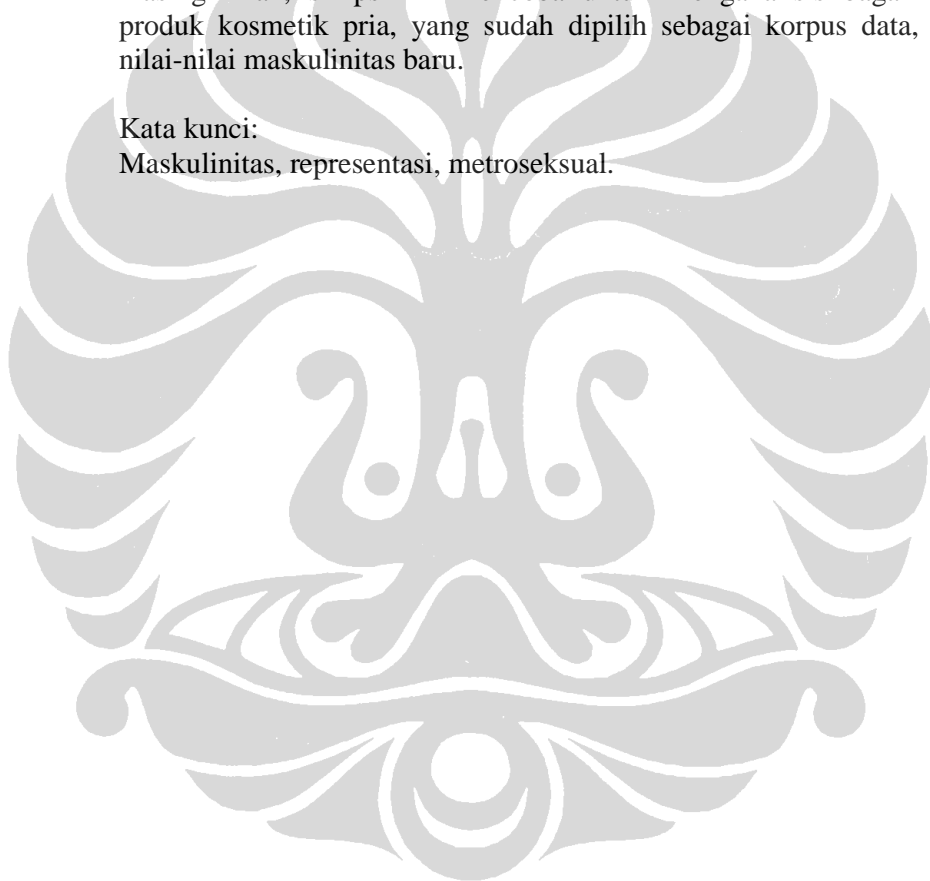 produk kosmetik pria, yang sudah dipilih sebagai korpus data,
nilai-nilai maskulinitas baru.
Kata kunci:
Maskulinitas, representasi, metroseksual.